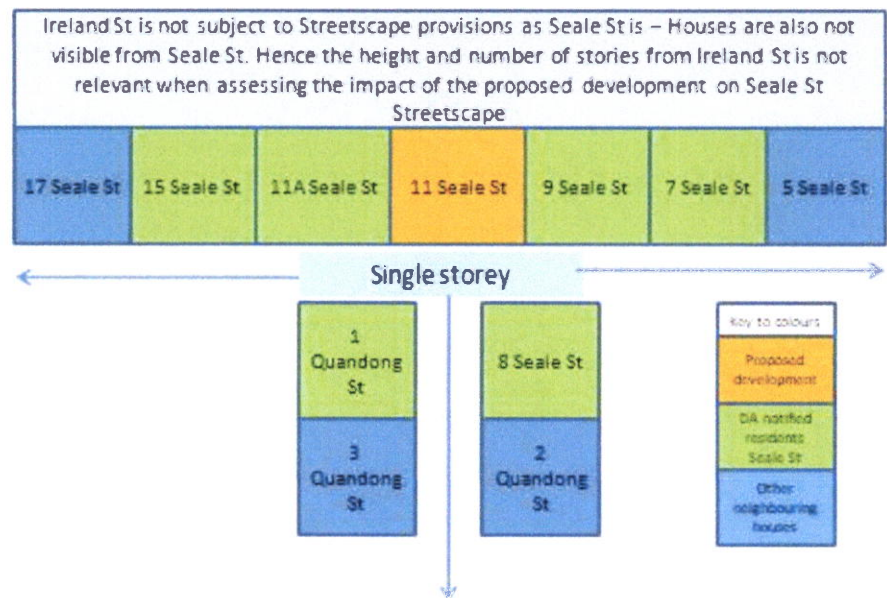 Ireland St is not subject to Streetscape provisions as Seale St is – Houses are also not
visible from Seale St. Hence the height and number of stories from Ireland St is not
relevant when assessing the impact of the proposed development on Seale St
Streetscape
17 Seale St 15 Seale St 11A Seale St 11 Seale St 9 Seale St 7 Seale St 5 Seale St
Single storey
1
Quandong
St
8 Seale St
3
Quandong
St
2
Quandong
St
Key to colours
Proposed
development
DA notified
residents
Seale St
Other
neighbouring
houses